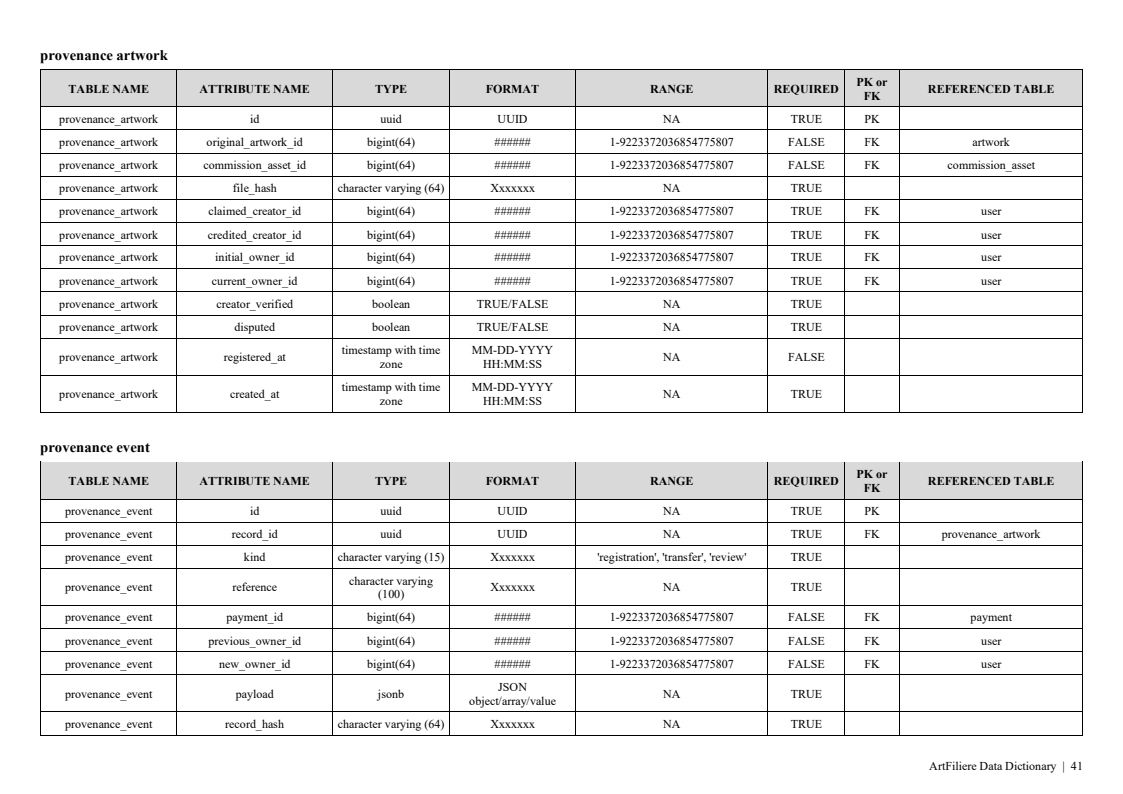 provenance artwork
TABLE NAME ATTRIBUTE NAME TYPE FORMAT RANGE REQUIRED PK or FK REFERENCED TABLE
provenance_artwork id uuid UUID NA TRUE PK
provenance_artwork original_artwork_id bigint(64) ###### 1-9223372036854775807 FALSE FK artwork
provenance_artwork commission_asset_id bigint(64) ###### 1-9223372036854775807 FALSE FK commission_asset
provenance_artwork file_hash character varying (64) Xxxxxxx NA TRUE
provenance_artwork claimed_creator_id bigint(64) ###### 1-9223372036854775807 TRUE FK user
provenance_artwork credited_creator_id bigint(64) ###### 1-9223372036854775807 TRUE FK user
provenance_artwork initial_owner_id bigint(64) ###### 1-9223372036854775807 TRUE FK user
provenance_artwork current_owner_id bigint(64) ###### 1-9223372036854775807 TRUE FK user
provenance_artwork creator_verified boolean TRUE/FALSE NA TRUE
provenance_artwork disputed boolean TRUE/FALSE NA TRUE
provenance_artwork registered_at timestamp with time zone MM-DD-YYYY HH:MM:SS NA FALSE
provenance_artwork created_at timestamp with time zone MM-DD-YYYY HH:MM:SS NA TRUE
provenance event
TABLE NAME ATTRIBUTE NAME TYPE FORMAT RANGE REQUIRED PK or FK REFERENCED TABLE
provenance_event id uuid UUID NA TRUE PK
provenance_event record_id uuid UUID NA TRUE FK provenance_artwork
provenance_event kind character varying (15) Xxxxxxx 'registration', 'transfer', 'review' TRUE
provenance_event reference character varying (100) Xxxxxxx NA TRUE
provenance_event payment_id bigint(64) ###### 1-9223372036854775807 FALSE FK payment
provenance_event previous_owner_id bigint(64) ###### 1-9223372036854775807 FALSE FK user
provenance_event new_owner_id bigint(64) ###### 1-9223372036854775807 FALSE FK user
provenance_event payload jsonb JSON object/array/value NA TRUE
provenance_event record_hash character varying (64) Xxxxxxx NA TRUE
ArtFiliere Data Dictionary | 41